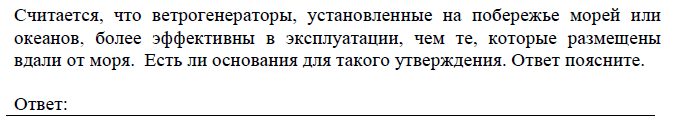 Считается, что ветрогенераторы, установленные на побережье морей или
океанов, более эффективны в эксплуатации, чем те, которые размещены
вдали от моря.  Есть ли основания для такого утверждения. Ответ поясните.
Ответ: